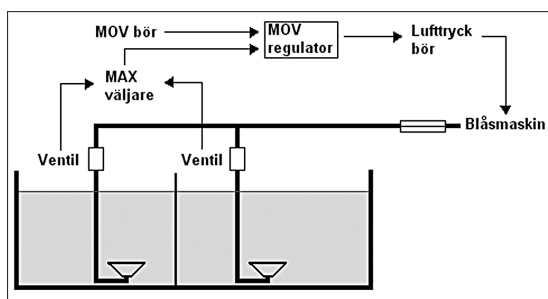 MOV bör
MOV
regulator
Lufttryck
bör
MAX
väljare
Blåsmaskin
Ventil
Ventil